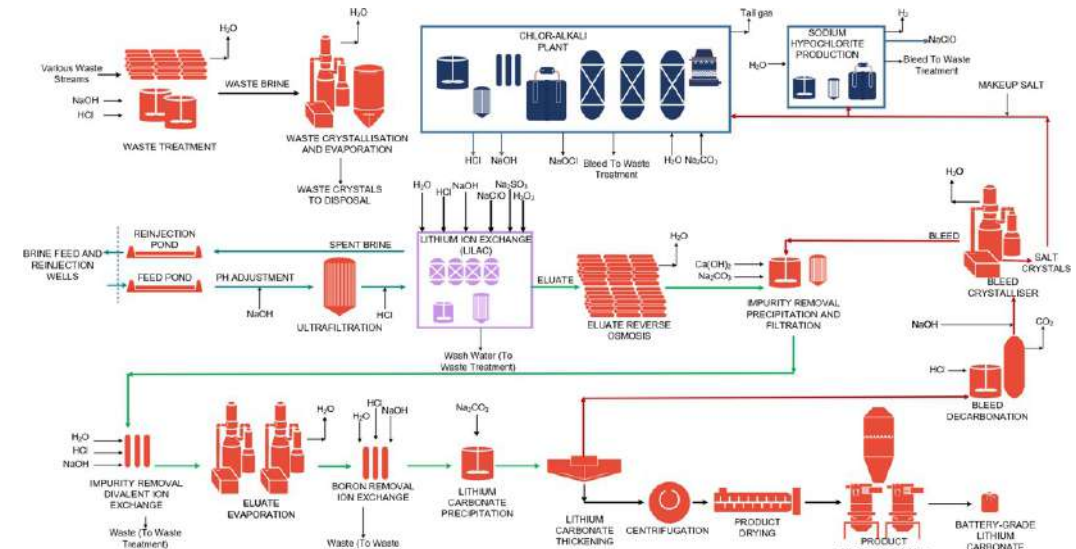 H₂O
Various Waste
Streams
NaOH
HCl
WASTE TREATMENT
WASTE BRINE
H₂O
WASTE CRYSTALLISATION
AND EVAPORATION
WASTE CRYSTALS
TO DISPOSAL
CHLOR-ALKALI
PLANT
Tail gas
HCl
NaOH
NaOCl
Bleed To Waste
Treatment
H₂O
Na₂CO₃
SODIUM
HYPOCHLORITE
PRODUCTION
H₂O
H₂
NaClO
Bleed To Waste
Treatment
MAKEUP SALT
BRINE FEED AND
REINJECTION
WELLS
REINJECTION
POND
FEED POND
SPENT BRINE
PH ADJUSTMENT
NaOH
ULTRAFILTRATION
HCl
H₂O
HCl
NaOH
NaClO
Na₂SO₃
H₂O₂
LITHIUM ION EXCHANGE
(LILAC)
Wash Water (To
Waste Treatment)
ELUATE
H₂O
ELUATE REVERSE
OSMOSIS
Ca(OH)₂
Na₂CO₃
IMPURITY REMOVAL
PRECIPITATION AND
FILTRATION
BLEED
H₂O
SALT
CRYSTALS
BLEED
CRYSTALLISER
NaOH
CO₂
HCl
BLEED
DECARBONATION
H₂O
HCl
NaOH
IMPURITY REMOVAL
DIVALENT ION
EXCHANGE
Waste (To Waste
Treatment)
H₂O
ELUATE
EVAPORATION
H₂O
HCl
NaOH
BORON REMOVAL
ION EXCHANGE
Waste (To Waste
Na₂CO₃
LITHIUM
CARBONATE
PRECIPITATION
LITHIUM
CARBONATE
THICKENING
CENTRIFUGATION
PRODUCT
DRYING
PRODUCT
BATTERY-GRADE
LITHIUM
CARBONATE